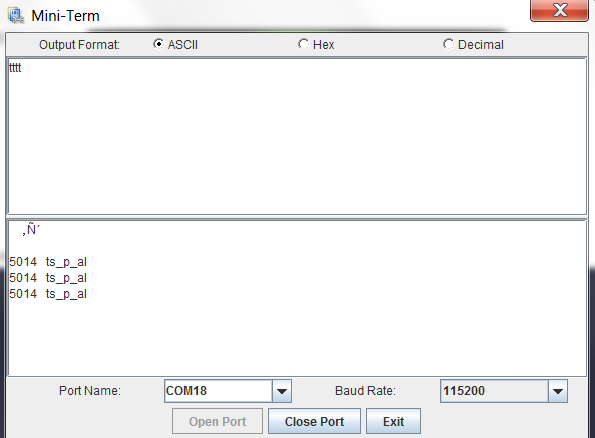 Mini-Term
Output Format: ASCII Hex Decimal
tttt
‚Ñ´
5014 ts_p_al
5014 ts_p_al
5014 ts_p_al
Port Name: COM18 Baud Rate: 115200
Open Port Close Port Exit